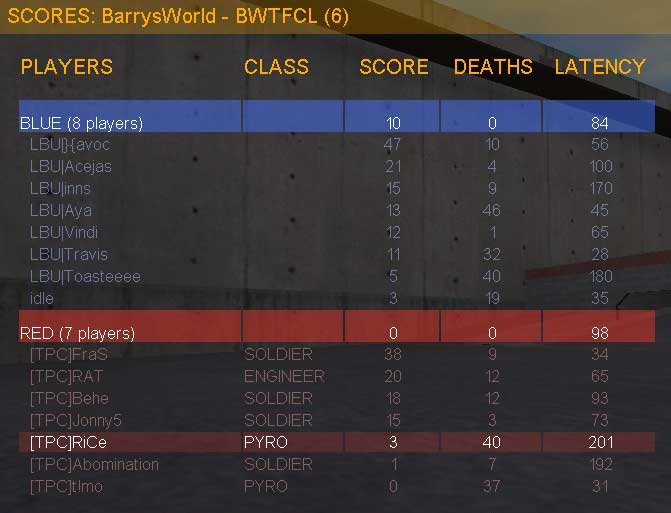 SCORES: BarrysWorld - BWTFCL (6)
PLAYERS CLASS SCORE DEATHS LATENCY
BLUE (8 players) 10 0 84
LBU|}{avoc 47 10 56
LBU|Acejas 21 4 100
LBU|inns 15 9 170
LBU|Aya 13 46 45
LBU|Vindi 12 1 65
LBU|Travis 11 32 28
LBU|Toasteeee 5 40 180
idle 3 19 35
RED (7 players) 0 0 98
[TPC]FraS SOLDIER 38 9 34
[TPC]RAT ENGINEER 20 12 65
[TPC]Behe SOLDIER 18 12 93
[TPC]Jonny5 SOLDIER 15 3 73
[TPC]RiCe PYRO 3 40 201
[TPC]Abomination SOLDIER 1 7 192
[TPC]tImo PYRO 0 37 31